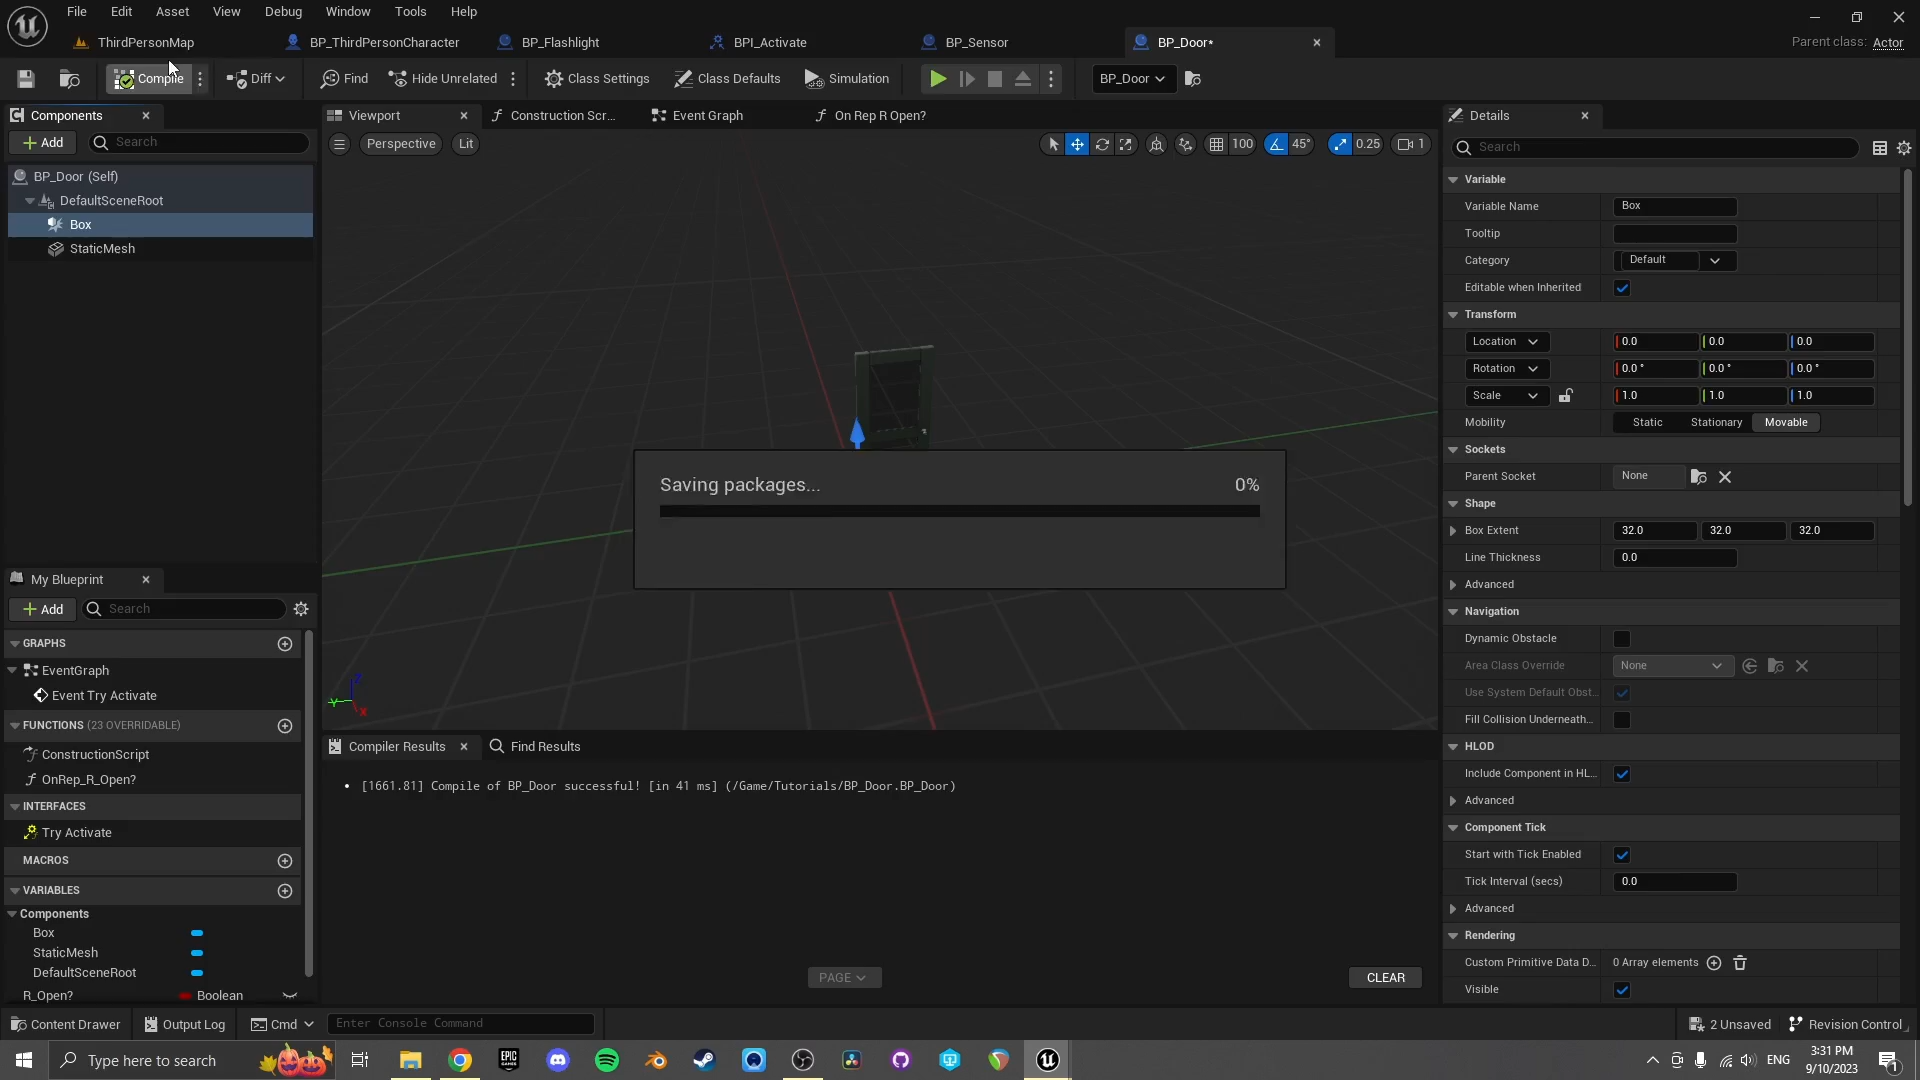 File Edit Asset View Debug Window Tools Help
ThirdPersonMap BP_ThirdPersonCharacter BP_Flashlight BPI_Activate BP_Sensor BP_Door* Parent class: Actor
Compile Diff Find Hide Unrelated Class Settings Class Defaults Simulation BP_Door
Components Viewport Construction Scr... Event Graph On Rep R Open? Details
Add Search Perspective Lit 100 45° 0.25 1 Search
BP_Door (Self)
DefaultSceneRoot
Box
StaticMesh
Saving packages... 0%
Z
Y
X
Variable
Variable Name Box
Tooltip
Category Default
Editable when Inherited
Transform
Location 0.0 0.0 0.0
Rotation 0.0 ° 0.0 ° 0.0 °
Scale 1.0 1.0 1.0
Mobility Static Stationary Movable
Sockets
Parent Socket None
Shape
Box Extent 32.0 32.0 32.0
Line Thickness 0.0
Advanced
Navigation
Dynamic Obstacle
Area Class Override None
Use System Default Obst...
Fill Collision Underneath...
HLOD
Include Component in HL...
Advanced
Component Tick
Start with Tick Enabled
Tick Interval (secs) 0.0
Advanced
Rendering
Custom Primitive Data D... 0 Array elements
Visible
My Blueprint
Add Search
GRAPHS
EventGraph
Event Try Activate
FUNCTIONS (23 OVERRIDABLE)
ConstructionScript
OnRep_R_Open?
INTERFACES
Try Activate
MACROS
VARIABLES
Components
Box
StaticMesh
DefaultSceneRoot
R_Open? Boolean
Compiler Results Find Results
[1661.81] Compile of BP_Door successful! [in 41 ms] (/Game/Tutorials/BP_Door.BP_Door)
PAGE CLEAR
Content Drawer Output Log Cmd Enter Console Command 2 Unsaved Revision Control
Type here to search EPIC GAMES ENG 3:31 PM
9/10/2023 1